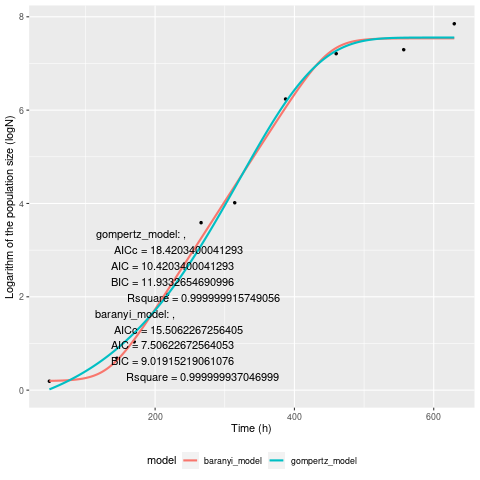 8
6
4
2
0
Logarithm of the population size (logN)
gompertz_model: ,
AICc = 18.4203400041293
AIC = 10.4203400041293
BIC = 11.9332654690996
Rsquare = 0.999999915749056
baranyi_model: ,
AICc = 15.5062267256405
AIC = 7.50622672564053
BIC = 9.01915219061076
Rsquare = 0.999999937046999
200 400 600
Time (h)
model baranyi_model gompertz_model